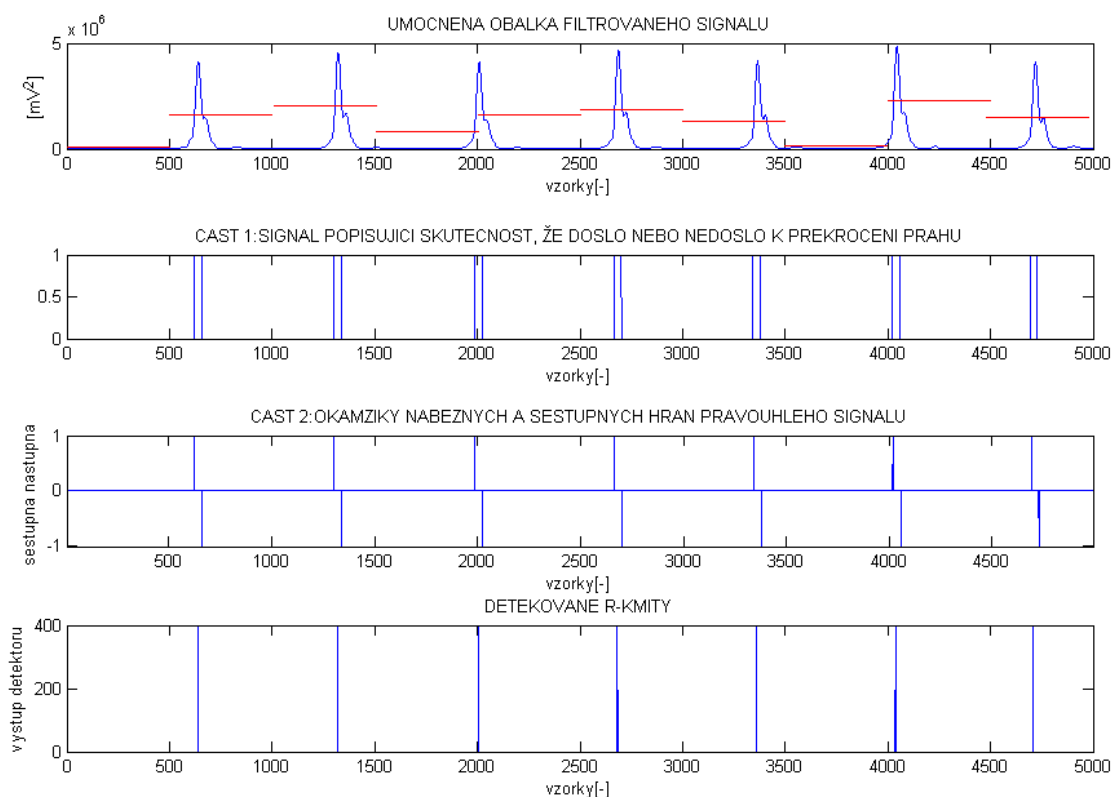 UMOCNENA OBALKA FILTROVANEHO SIGNALU
x 10^6
[mV^2]
5
0
0 500 1000 1500 2000 2500 3000 3500 4000 4500 5000
vzorky[-]
CAST 1:SIGNAL POPISUJICI SKUTECNOST, ŽE DOSLO NEBO NEDOSLO K PREKROCENI PRAHU
1
0.5
0
0 500 1000 1500 2000 2500 3000 3500 4000 4500 5000
vzorky[-]
CAST 2:OKAMZIKY NABEZNYCH A SESTUPNYCH HRAN PRAVOUHLEHO SIGNALU
sestupna nastupna
1
0
-1
500 1000 1500 2000 2500 3000 3500 4000 4500
vzorky[-]
DETEKOVANE R-KMITY
vystup detektoru
400
200
0
0 500 1000 1500 2000 2500 3000 3500 4000 4500 5000
vzorky[-]